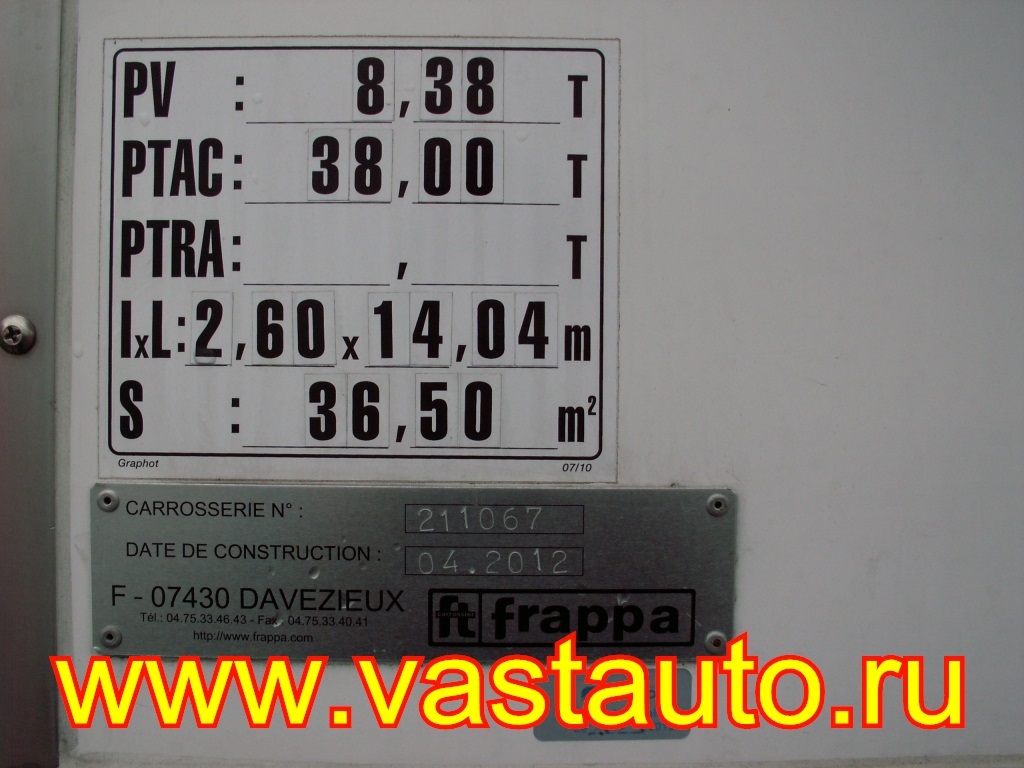 PV : 8,38 T
PTAC: 38,00 T
PTRA: , T
lxL: 2,60 x 14,04 m
S : 36,50 m²
Graphot 07/10
CARROSSERIE N° : 211067
DATE DE CONSTRUCTION : 04.2012
F - 07430 DAVEZIEUX
Tél.: 04.75.33.46.43 - Fax 04.75.33.40.41
http://www.frappa.com
ft frappa
www.vastauto.ru